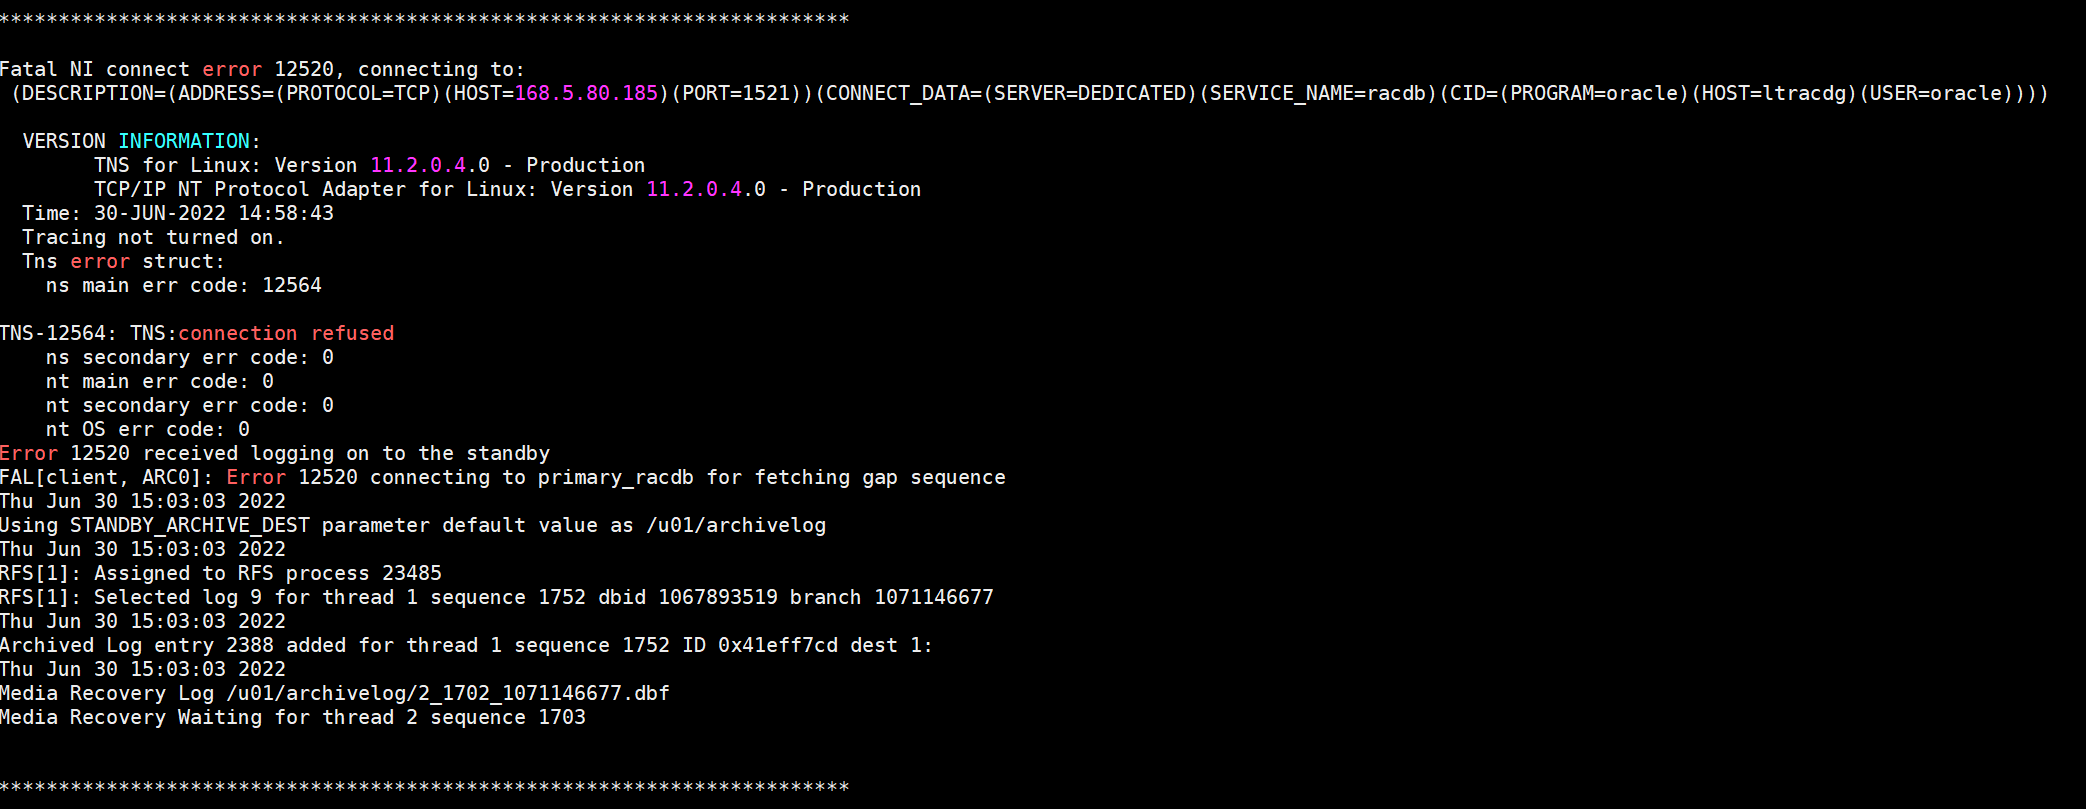 ***********************************************************************
Fatal NI connect error 12520, connecting to:
 (DESCRIPTION=(ADDRESS=(PROTOCOL=TCP)(HOST=168.5.80.185)(PORT=1521))(CONNECT_DATA=(SERVER=DEDICATED)(SERVICE_NAME=racdb)(CID=(PROGRAM=oracle)(HOST=ltracdg)(USER=oracle))))
  VERSION INFORMATION:
        TNS for Linux: Version 11.2.0.4.0 - Production
        TCP/IP NT Protocol Adapter for Linux: Version 11.2.0.4.0 - Production
  Time: 30-JUN-2022 14:58:43
  Tracing not turned on.
  Tns error struct:
    ns main err code: 12564
TNS-12564: TNS:connection refused
    ns secondary err code: 0
    nt main err code: 0
    nt secondary err code: 0
    nt OS err code: 0
Error 12520 received logging on to the standby
FAL[client, ARC0]: Error 12520 connecting to primary_racdb for fetching gap sequence
Thu Jun 30 15:03:03 2022
Using STANDBY_ARCHIVE_DEST parameter default value as /u01/archivelog
Thu Jun 30 15:03:03 2022
RFS[1]: Assigned to RFS process 23485
RFS[1]: Selected log 9 for thread 1 sequence 1752 dbid 1067893519 branch 1071146677
Thu Jun 30 15:03:03 2022
Archived Log entry 2388 added for thread 1 sequence 1752 ID 0x41eff7cd dest 1:
Thu Jun 30 15:03:03 2022
Media Recovery Log /u01/archivelog/2_1702_1071146677.dbf
Media Recovery Waiting for thread 2 sequence 1703
***********************************************************************